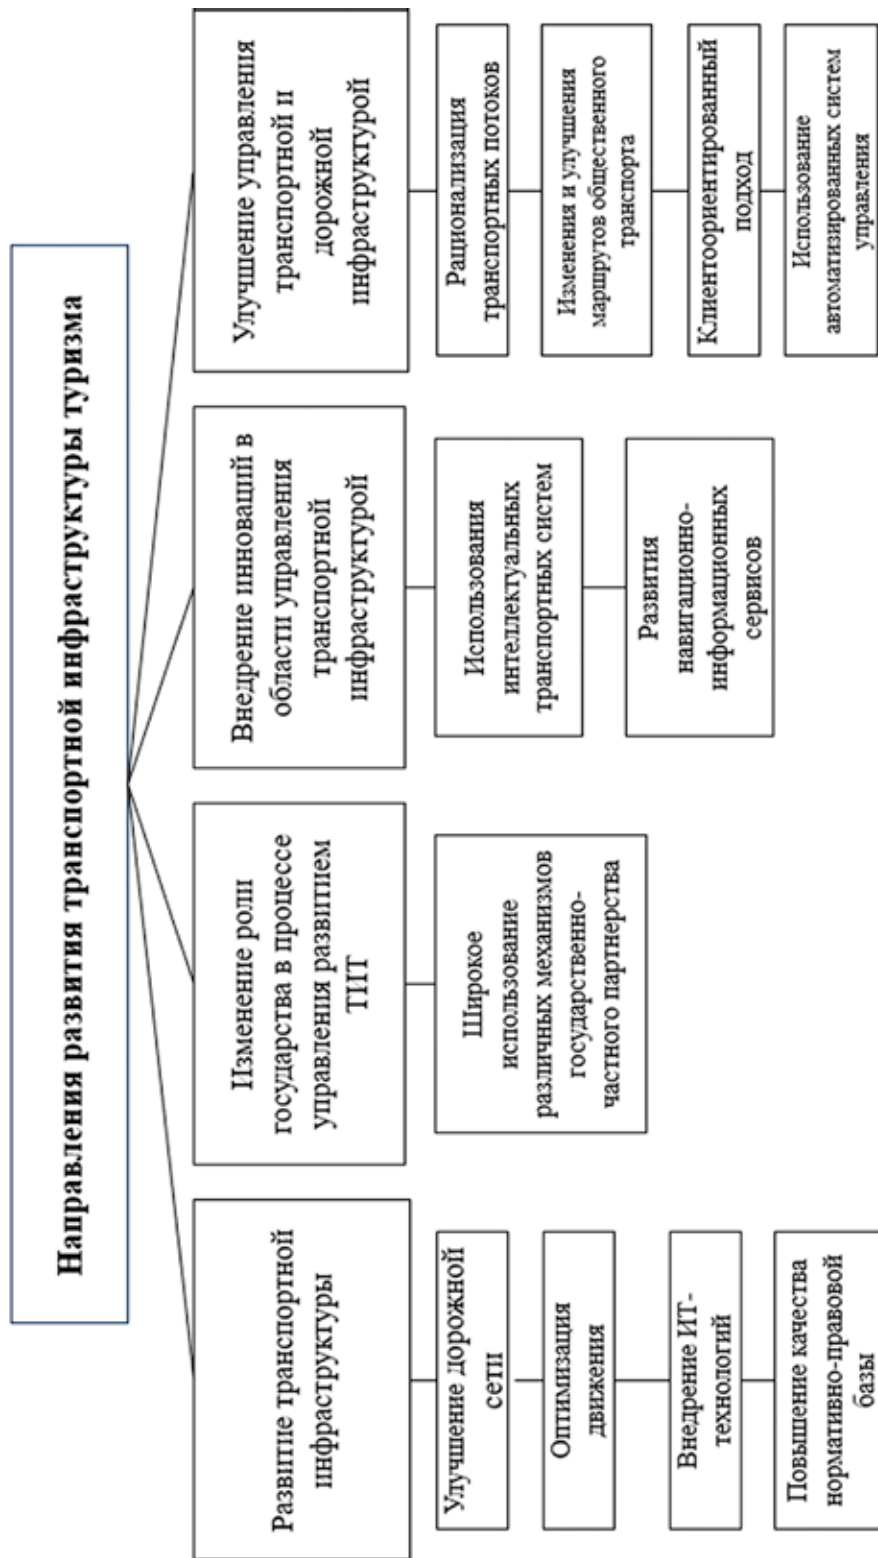 Направления развития транспортной инфраструктуры туризма
Развитие транспортной
инфраструктуры
Улучшение дорожной
сети
Оптимизация
движения
Внедрение ИТ-
технологий
Повышение качества
нормативно-правовой
базы
Изменение роли
государства в процессе
управления развитием
ТИТ
Широкое
использование
различных механизмов
государственно-
частного партнерства
Внедрение инноваций в
области управления
транспортной
инфраструктурой
Использования
интеллектуальных
транспортных систем
Развития
навигационно-
информационных
сервисов
Улучшение управления
транспортной и
дорожной
инфраструктурой
Рационализация
транспортных потоков
Изменения и улучшения
маршрутов общественного
транспорта
Клиентоориентированный
подход
Использование
автоматизированных систем
управления